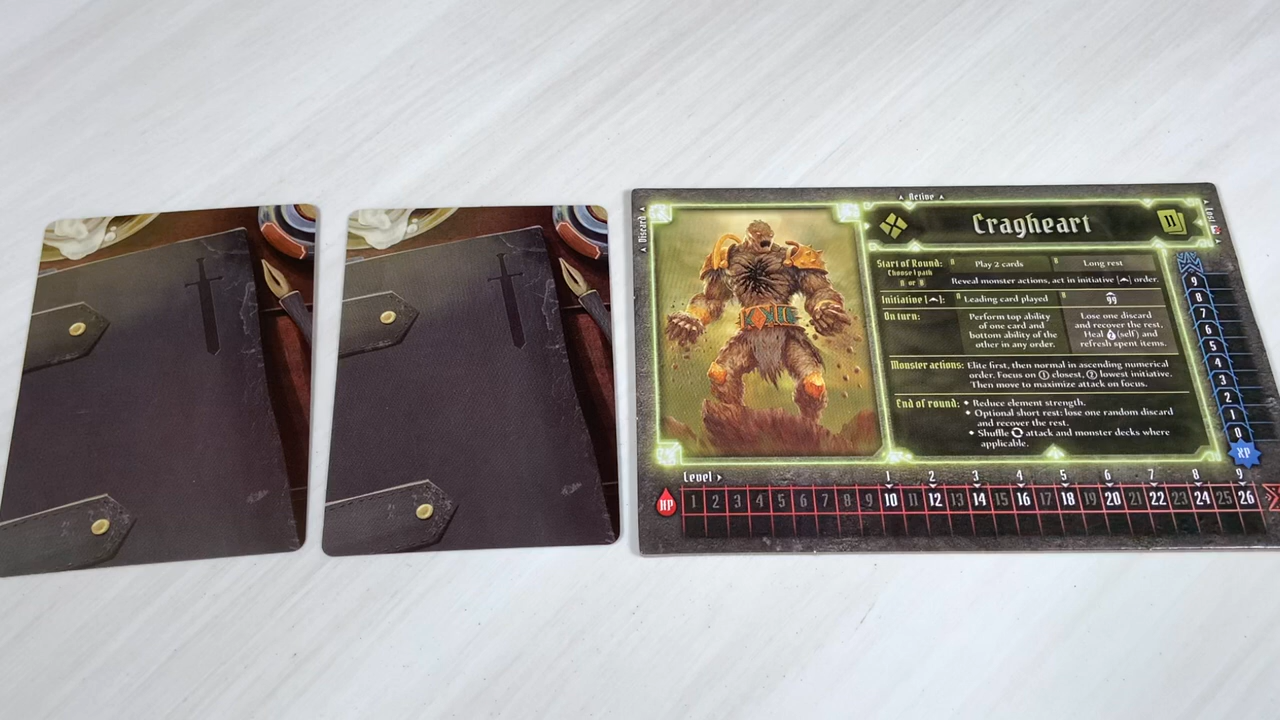 Active
Discard
Lost
Cragheart
11
Start of Round:
Choose 1 path
A or B
A Play 2 cards
B Long rest
Reveal monster actions, act in initiative [ ] order.
Initiative [ ]:
A Leading card played
B 99
On turn:
Perform top ability
of one card and
bottom ability of the
other in any order.
Lose one discard
and recover the rest,
Heal 2 (self) and
refresh spent items.
Monster actions: Elite first, then normal in ascending numerical
order. Focus on ① closest, ② lowest initiative.
Then move to maximize attack on focus.
End of round: ◆ Reduce element strength.
◆ Optional short rest: lose one random discard
and recover the rest.
◆ Shuffle attack and monster decks where
applicable.
9
8
7
6
5
4
3
2
1
0
XP
Level 1 2 3 4 5 6 7 8 9
HP 1 2 3 4 5 6 7 8 9 10 11 12 13 14 15 16 17 18 19 20 21 22 23 24 25 26